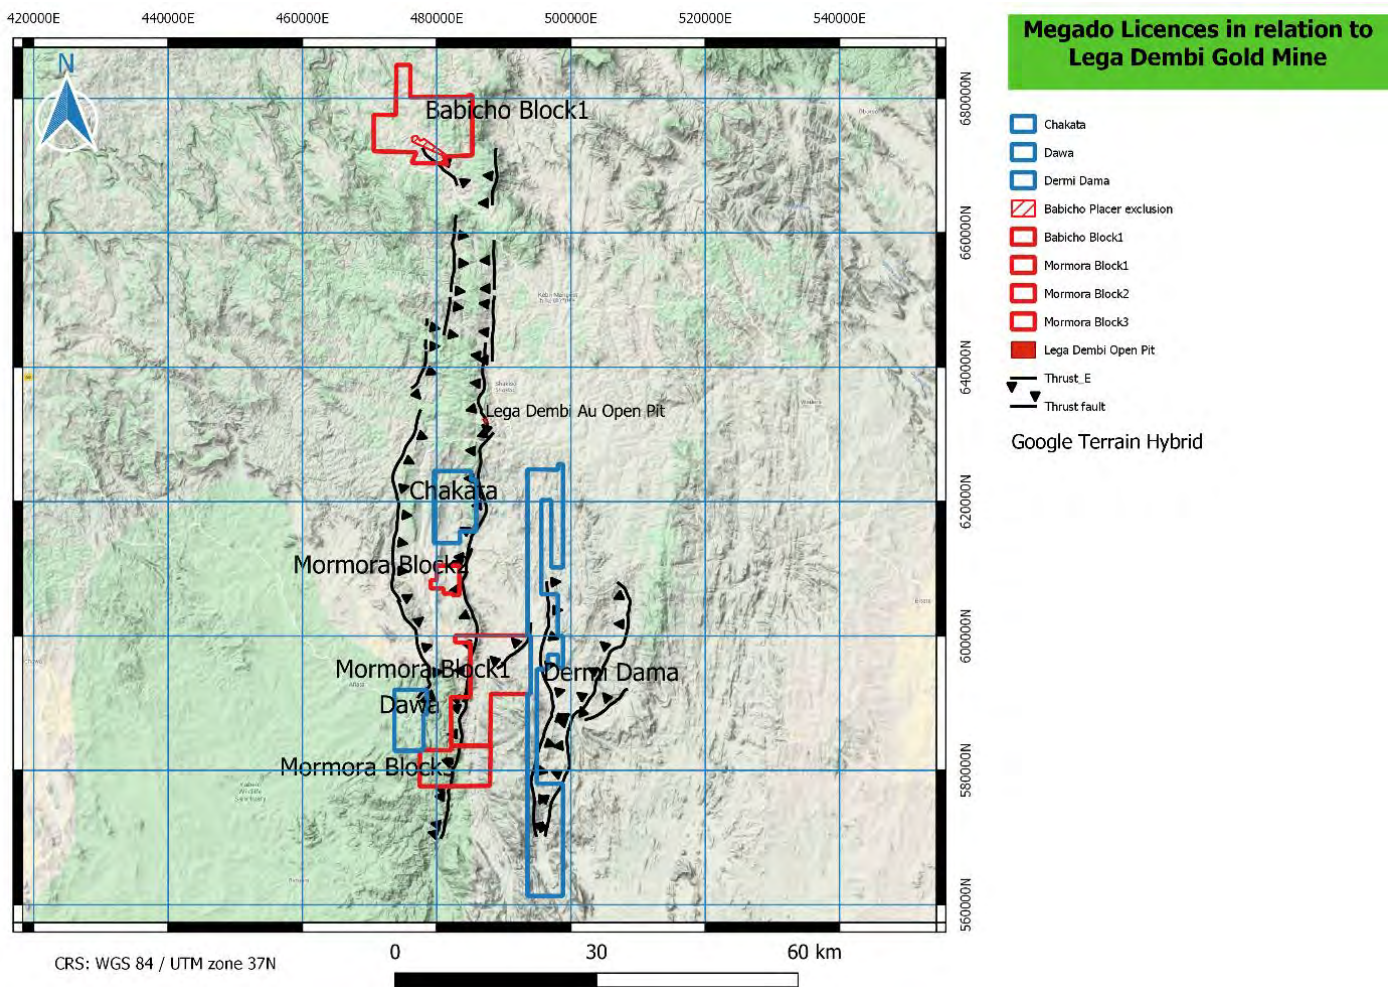 420000E 440000E 460000E 480000E 500000E 520000E 540000E
Megado Licences in relation to
Lega Dembi Gold Mine
N
Babicho Block1
680000N
Chakata
Dawa
Dermi Dama
Babicho Placer exclusion
Babicho Block1
Mormora Block1
Mormora Block2
Mormora Block3
Lega Dembi Open Pit
Thrust_E
Thrust fault
Google Terrain Hybrid
660000N
640000N
Lega Dembi Au Open Pit
Chakata
620000N
Mormora Block2
600000N
Mormora Block1
Dermi Dama
Dawa
Mormora Block3
580000N
560000N
0 30 60 km
CRS: WGS 84 / UTM zone 37N